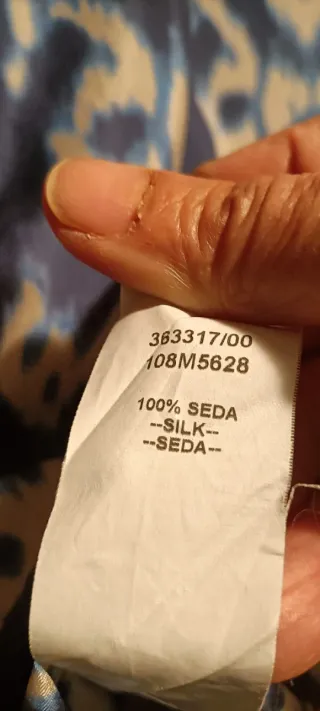 363317/00
108M5628
100% SEDA
--SILK--
--SEDA--